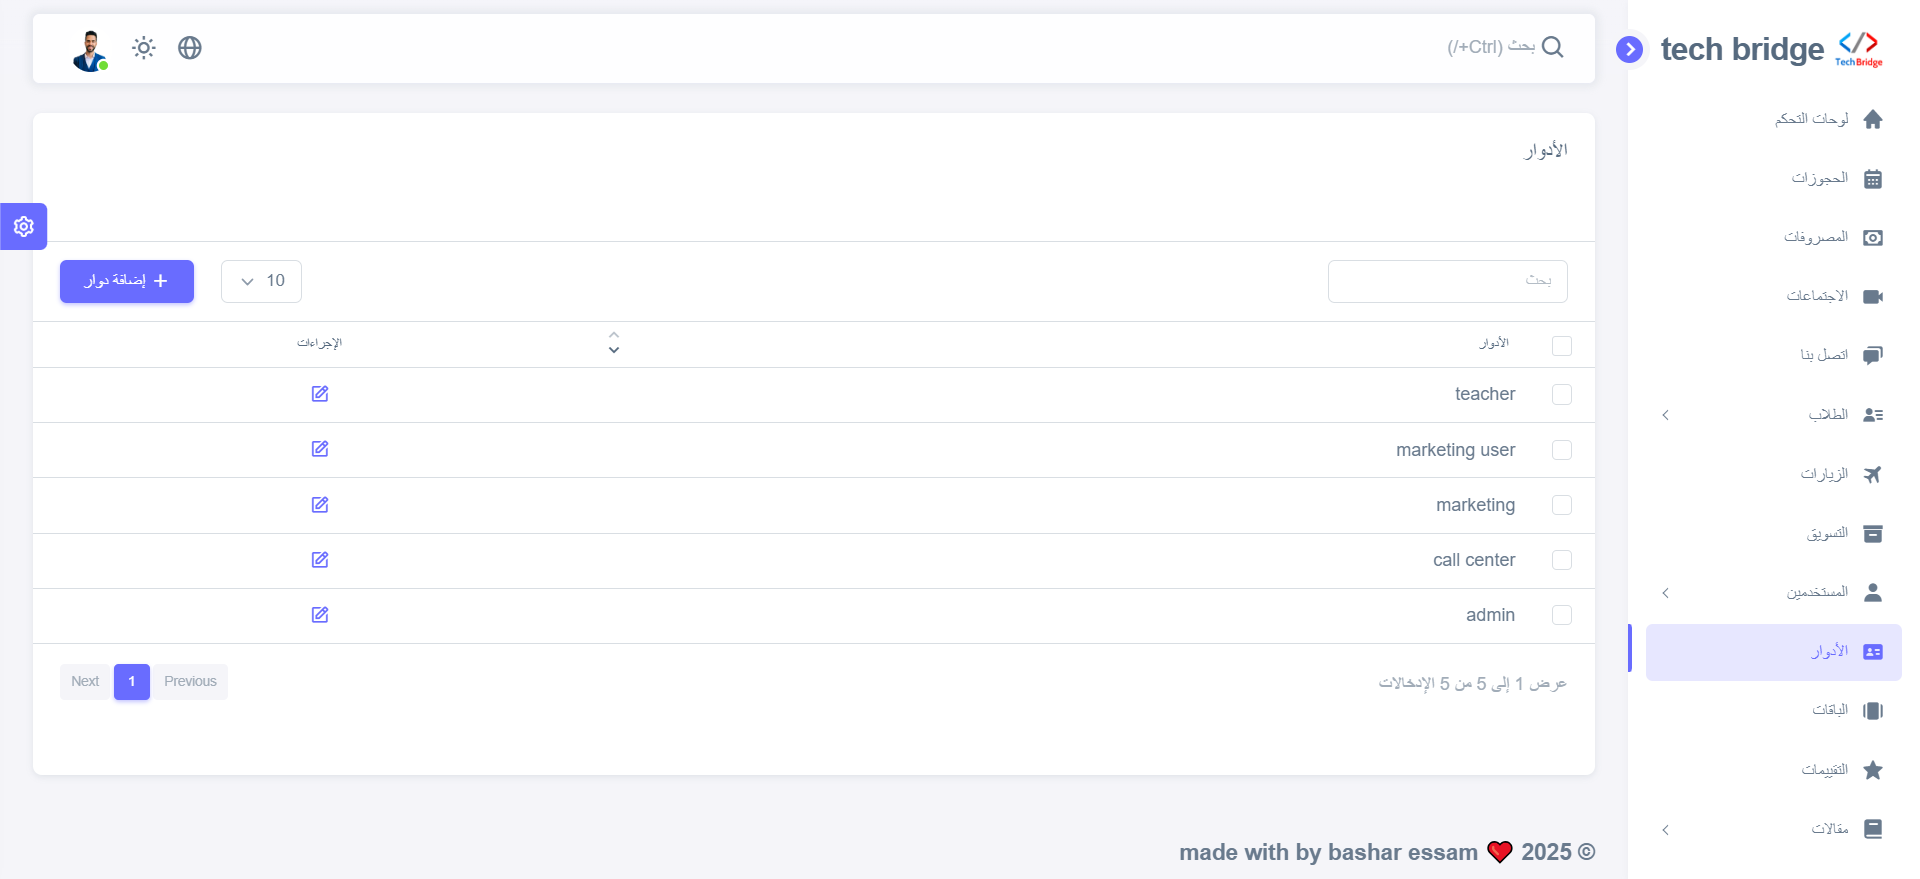 tech bridge
TechBridge
بحث (Ctrl+/)
لوحات التحكم
الحجوزات
المصروفات
الاجتماعات
اتصل بنا
الطلاب
الزيارات
التسويق
المستخدمين
الأدوار
الباقات
التقييمات
مقالات
الأدوار
بحث
10
+ إضافة دوار
الأدوار
الإجراءات
teacher
marketing user
marketing
call center
admin
عرض 1 إلى 5 من 5 الإدخالات
Previous
1
Next
© 2025 ❤️ made with by bashar essam